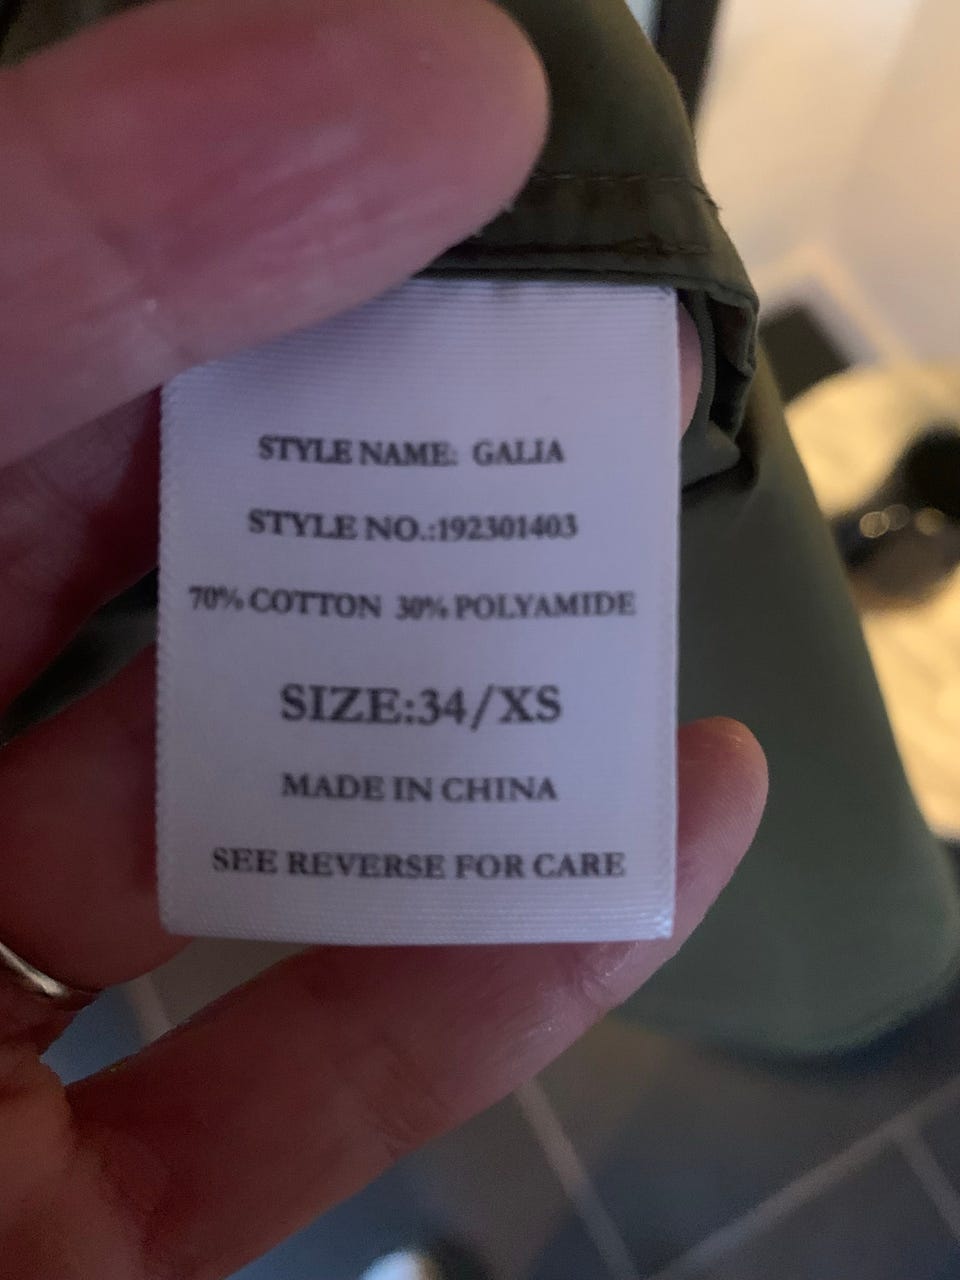 STYLE NAME: GALIA
STYLE NO.:192301403
70% COTTON 30% POLYAMIDE
SIZE:34/XS
MADE IN CHINA
SEE REVERSE FOR CARE